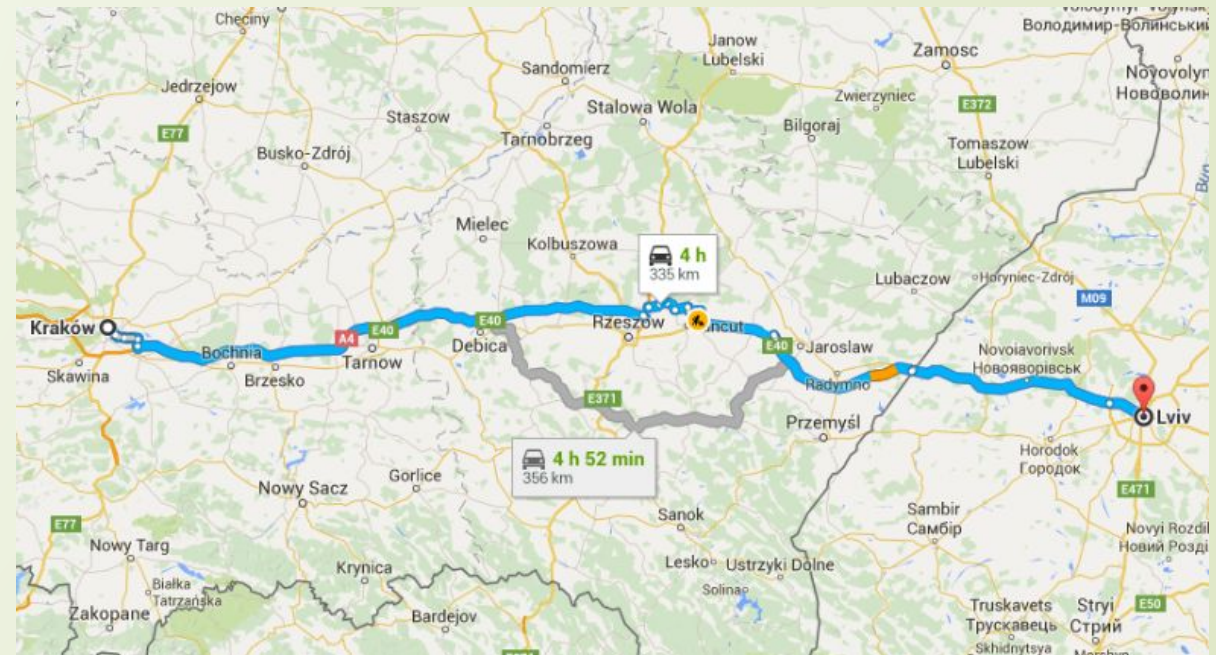 Checiny
Володимир-Волинський
Janow
Lubelski
Zamosc
Sandomierz
Novovolyn
Нововолин
Jedrzejow
Zwierzyniec
E372
Stalowa Wola
Staszow
E77
Tarnobrzeg
Bilgoraj
Tomaszow
Lubelski
Busko-Zdrój
Mielec
Kolbuszowa
4 h
335 km
Lubaczow
Horyniec-Zdrój
M09
Kraków
E40
Rzeszów
ncut
A4
E40
Bochnia
Tarnow
Debica
E40
Jaroslaw
Novoiavorivsk
Новояворівськ
Skawina
Brzesko
Radymno
E371
Przemyśl
Lviv
4 h 52 min
356 km
Horodok
Городок
Gorlice
Nowy Sacz
E471
Sanok
Sambir
Самбір
E77
Novyi Rozdil
Новий Розді
Nowy Targ
Lesko
Ustrzyki Dolne
Krynica
Białka
Tatrzańska
Solina
Zakopane
Bardejov
Truskavets
Трускавець
Stryi
Стрий
E50
Skhidnytsya